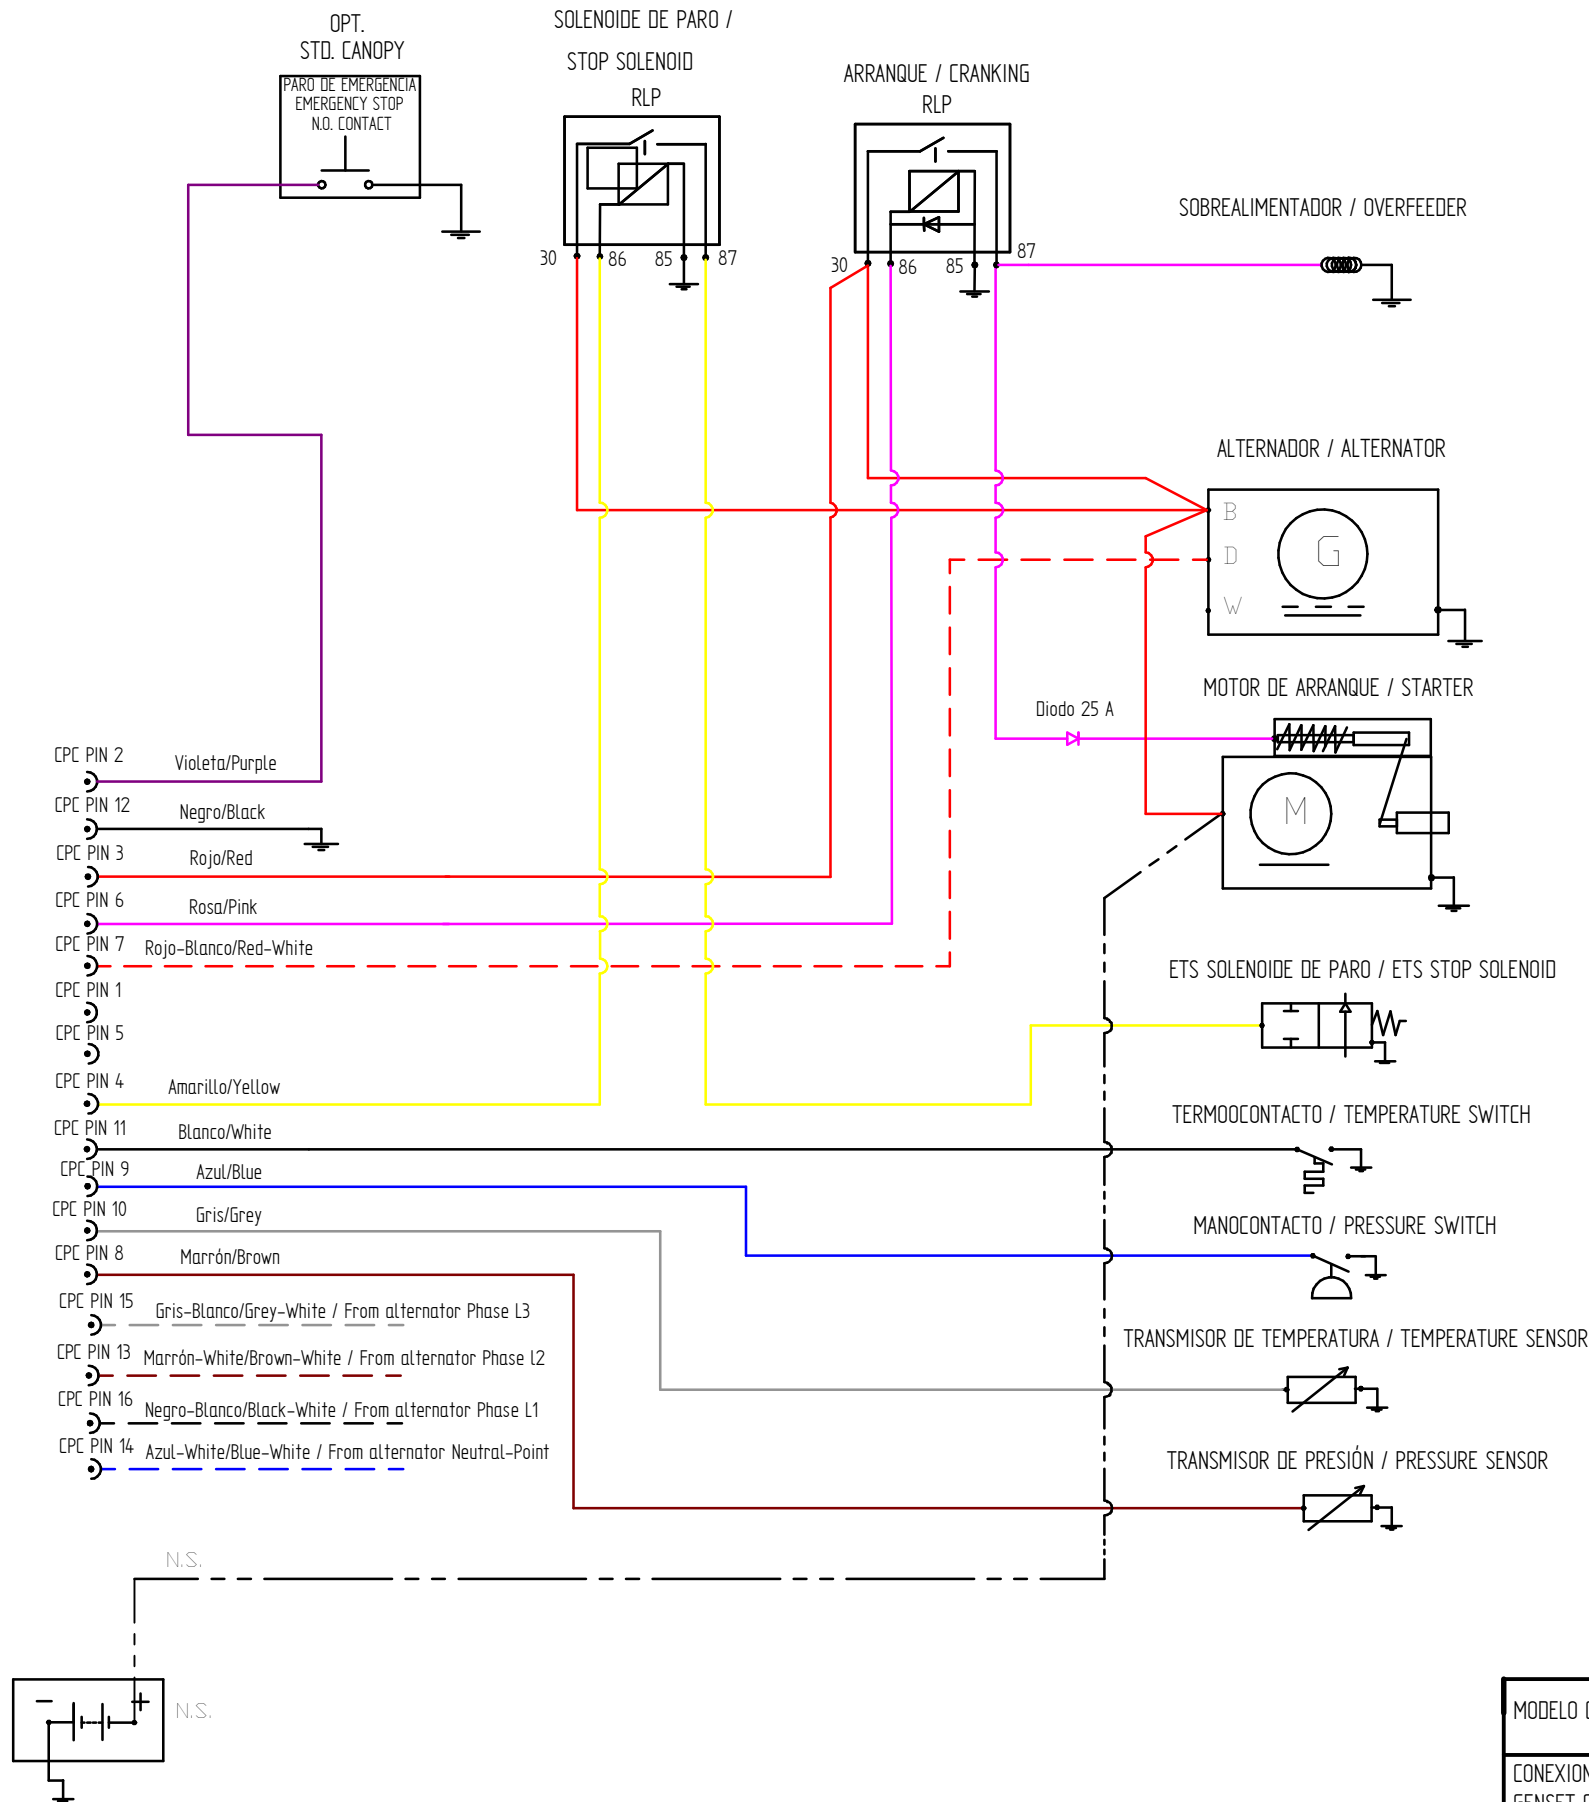 OPT.
STD. CANOPY
PARO DE EMERGENCIA
EMERGENCY STOP
N.O. CONTACT
SOLENOIDE DE PARO /
STOP SOLENOID
RLP
30
86
85
87
ARRANQUE / CRANKING
RLP
30
86
85
87
SOBREALIMENTADOR / OVERFEEDER
ALTERNADOR / ALTERNATOR
B
D
W
G
MOTOR DE ARRANQUE / STARTER
Diodo 25 A
M
CPC PIN 2
Violeta/Purple
CPC PIN 12
Negro/Black
CPC PIN 3
Rojo/Red
CPC PIN 6
Rosa/Pink
CPC PIN 7
Rojo-Blanco/Red-White
CPC PIN 1
CPC PIN 5
CPC PIN 4
Amarillo/Yellow
CPC PIN 11
Blanco/White
CPC PIN 9
Azul/Blue
CPC PIN 10
Gris/Grey
CPC PIN 8
Marrón/Brown
CPC PIN 15
Gris-Blanco/Grey-White / From alternator Phase L3
CPC PIN 13
Marrón-White/Brown-White / From alternator Phase L2
CPC PIN 16
Negro-Blanco/Black-White / From alternator Phase L1
CPC PIN 14
Azul-White/Blue-White / From alternator Neutral-Point
ETS SOLENOIDE DE PARO / ETS STOP SOLENOID
TERMOOCONTACTO / TEMPERATURE SWITCH
MANOCONTACTO / PRESSURE SWITCH
TRANSMISOR DE TEMPERATURA / TEMPERATURE SENSOR
TRANSMISOR DE PRESIÓN / PRESSURE SENSOR
N.S.
- +
N.S.
MODELO
CONEXION
GENSET